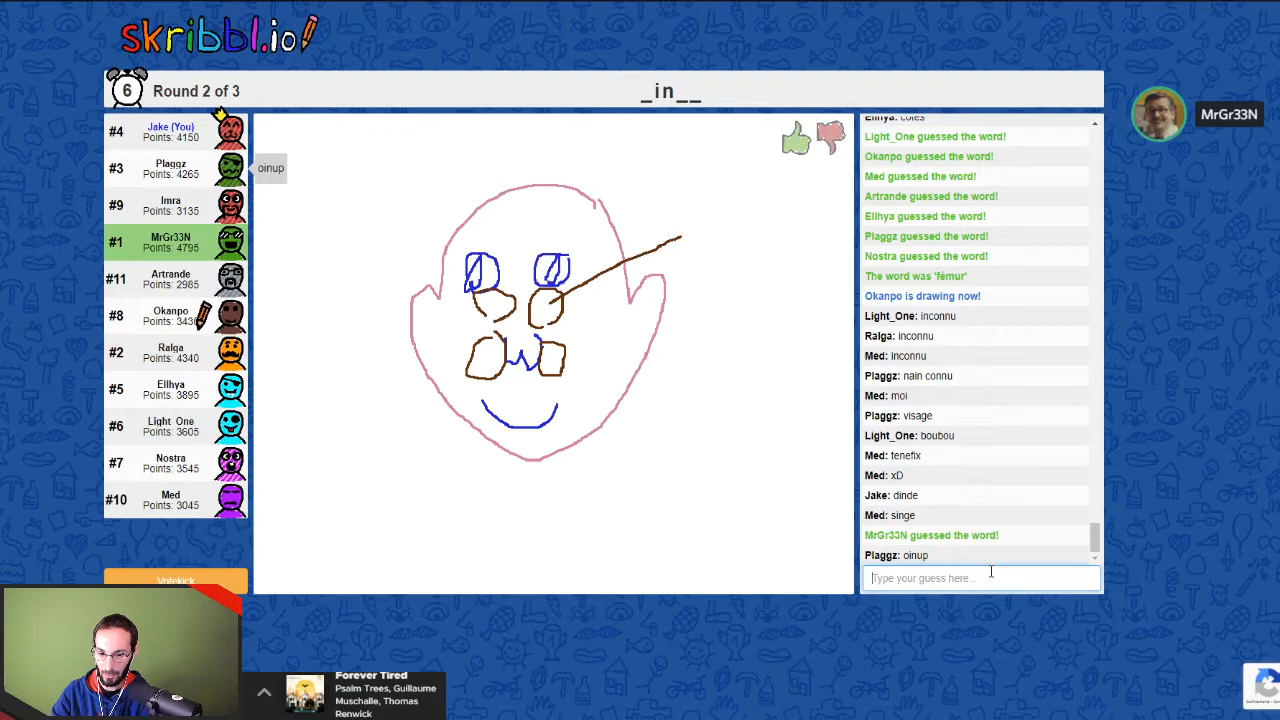 skribbl.io
6
Round 2 of 3
_in__
MrGr33N
#4
Jake (You)
Points: 4150
#3
Plaggz
Points: 4265
oinup
#9
Imra
Points: 3135
#1
MrGr33N
Points: 4795
#11
Artrande
#8
Okanpo
#2
Ralga
Points: 4340
#5
Ellhya
Points: 3895
#6
Light_One
Points: 3605
#7
Nostra
Points: 3545
#10
Med
Points: 3045
Votekick
Light_One guessed the word!
Okanpo guessed the word!
Med guessed the word!
Artrande guessed the word!
Ellhya guessed the word!
Plaggz guessed the word!
Nostra guessed the word!
The word was 'fémur'
Okanpo is drawing now!
Light_One: inconnu
Ralga: inconnu
Med: inconnu
Plaggz: nain connu
Med: moi
Plaggz: visage
Light_One: boubou
Med: tenefix
Med: xD
Jake: dinde
Med: singe
MrGr33N guessed the word!
Plaggz: oinup
Type your guess here...
Forever Tired
Psalm Trees, Guillaume
Muschalle, Thomas
Renwick